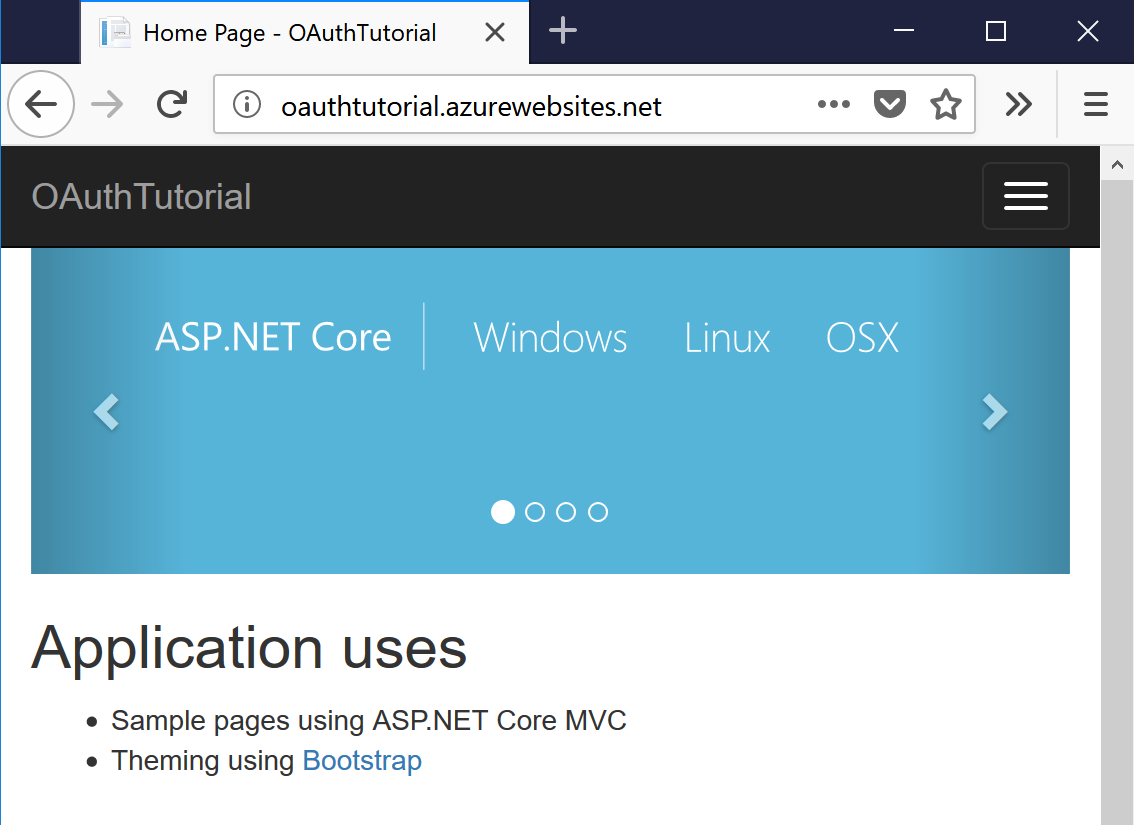 Home Page - OAuthTutorial
oauthtutorial.azurewebsites.net
OAuthTutorial
ASP.NET Core Windows Linux OSX
Application uses
Sample pages using ASP.NET Core MVC
Theming using Bootstrap